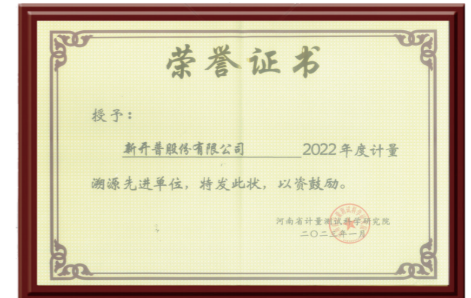 荣誉证书
授予：
新开普股份有限公司 2022年度计量
溯源先进单位，特发此状，以资鼓励。
河南省计量测试科学研究院
二〇二三年一月